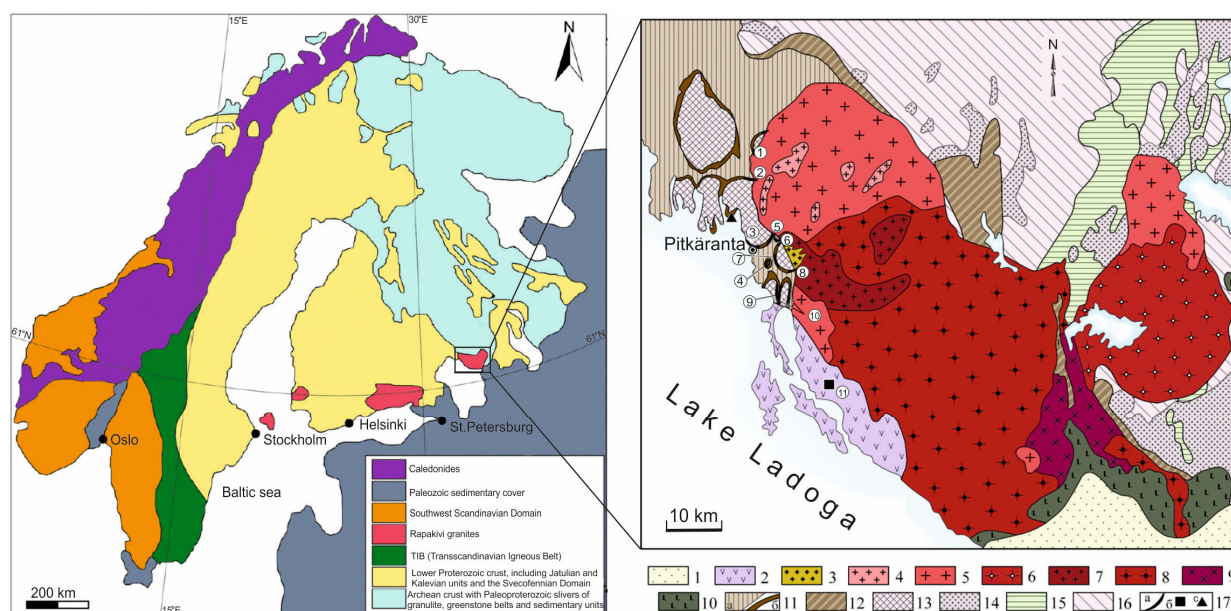 15°E
30°E
N
61°N
61°N
Oslo
Stockholm
Helsinki
St.Petersburg
Baltic sea
Caledonides
Paleozoic sedimentary cover
Southwest Scandinavian Domain
Rapakivi granites
TIB (Transscandinavian Igneous Belt)
Lower Proterozoic crust, including Jatulian and
Kalevian units and the Svecofennian Domain
Archean crust with Paleoproterozoic slivers of
granulite, greenstone belts and sedimentary units
200 km
15°E
N
1
2
3
5
6
Pitkäranta
7
8
4
9
10
11
Lake Ladoga
10 km
1 2 3 4 5 6 7 8 9
10 а б 11 12 13 14 15 16 а б c 17